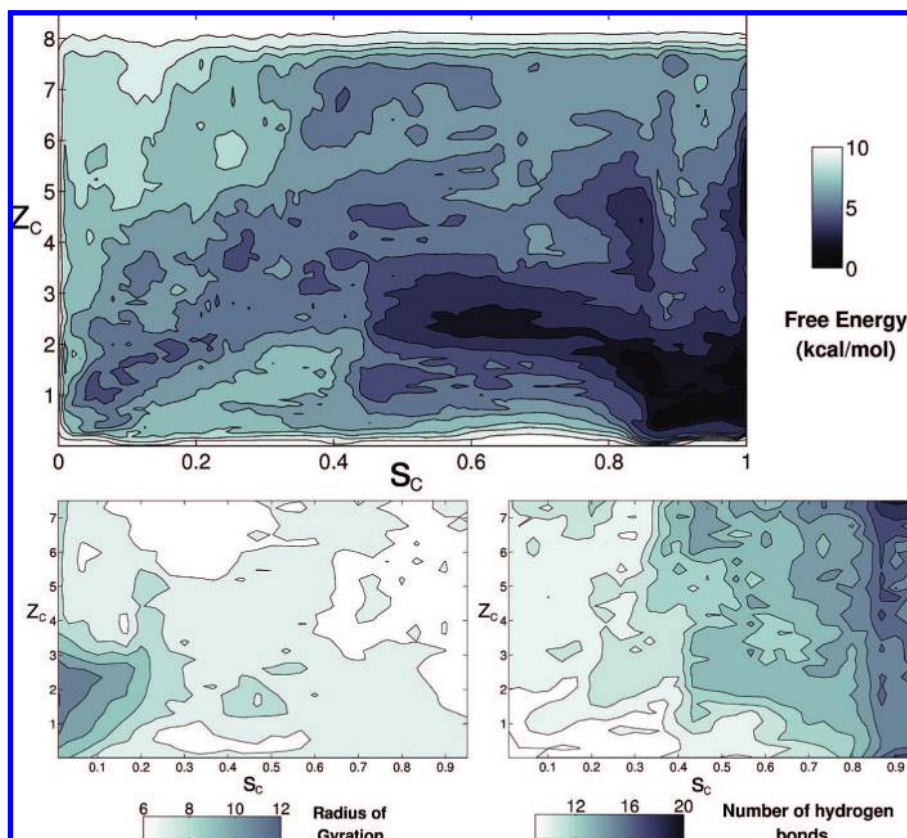 8
7
6
5
4
3
2
1
Z_C
0 0.2 0.4 0.6 0.8 1
S_C
10
5
0
Free Energy
(kcal/mol)
7
6
5
4
3
2
1
Z_C
0.1 0.2 0.3 0.4 0.5 0.6 0.7 0.8 0.9
S_C
6 8 10 12
Radius of
Gyration
7
6
5
4
3
2
1
Z_C
0.1 0.2 0.3 0.4 0.5 0.6 0.7 0.8 0.9
S_C
12 16 20
Number of hydrogen
bonds